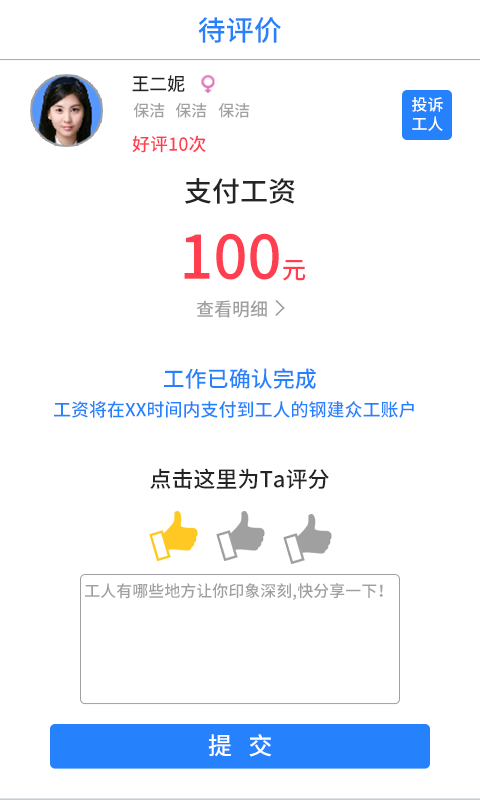 待评价
王二妮
保洁 保洁 保洁
好评10次
投诉
工人
支付工资
100元
查看明细
工作已确认完成
工资将在XX时间内支付到工人的钢建众工账户
点击这里为Ta评分
工人有哪些地方让你印象深刻,快分享一下!
提 交